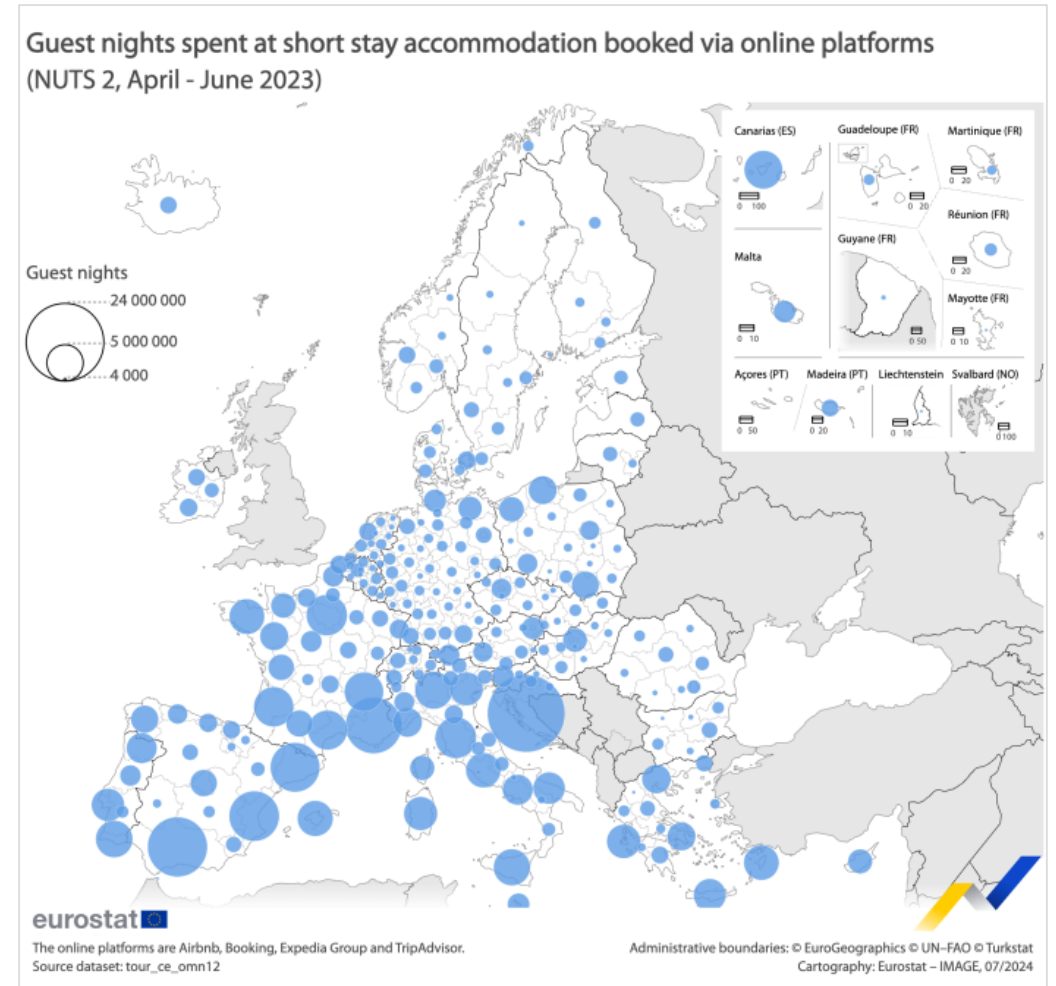 Guest nights spent at short stay accommodation booked via online platforms
(NUTS 2, April - June 2023)
Canarias (ES)
0 100
Guadeloupe (FR)
0 20
Martinique (FR)
0 20
Réunion (FR)
0 20
Malta
0 10
Guyane (FR)
0 50
Mayotte (FR)
0 10
Açores (PT)
0 50
Madeira (PT)
0 20
Liechtenstein
0 10
Svalbard (NO)
0 100
Guest nights
24 000 000
5 000 000
4 000
eurostat
The online platforms are Airbnb, Booking, Expedia Group and TripAdvisor.
Source dataset: tour_ce_omn12
Administrative boundaries: © EuroGeographics © UN–FAO © Turkstat
Cartography: Eurostat – IMAGE, 07/2024